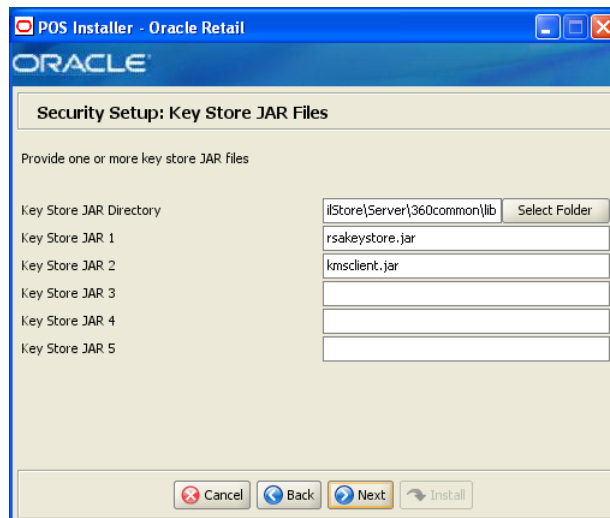 POS Installer - Oracle Retail
ORACLE
Security Setup: Key Store JAR Files
Provide one or more key store JAR files
Key Store JAR Directory ilStore\Server\360common\lib Select Folder
Key Store JAR 1 rsakeystore.jar
Key Store JAR 2 kmsclient.jar
Key Store JAR 3
Key Store JAR 4
Key Store JAR 5
Cancel Back Next Install